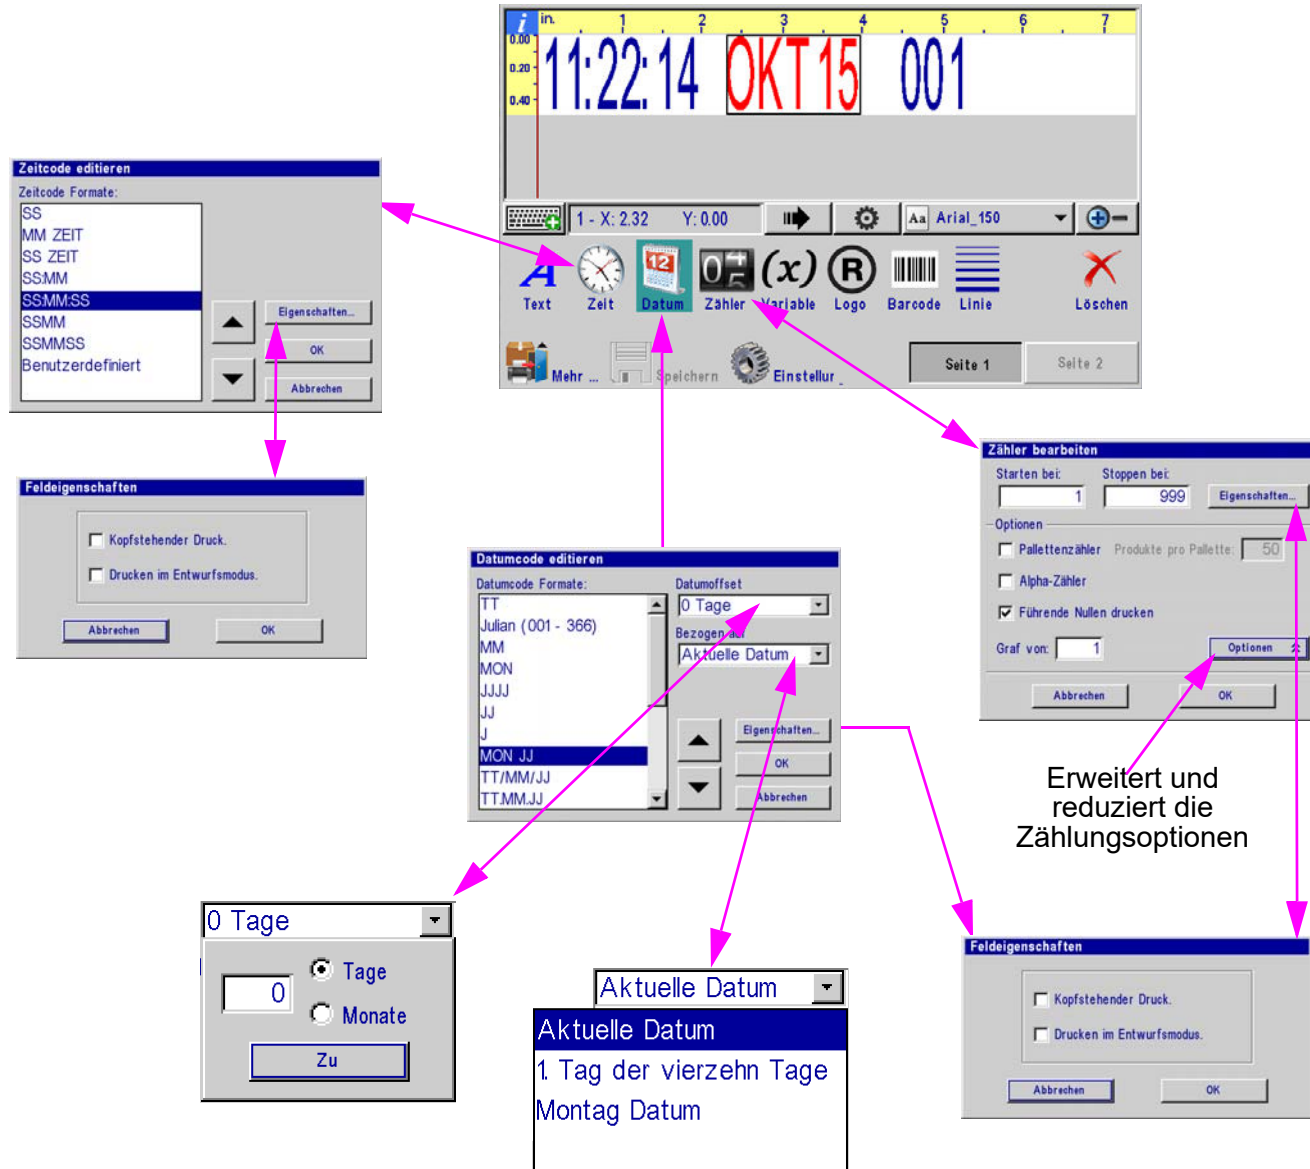 i in. 1 2 3 4 5 6 7
0.00
0.20
0.40
11:22:14 OKT 15 001
1 - X: 2.32 Y: 0.00 Aa Arial_150
Text Zeit Datum Zähler Variable Logo Barcode Linie Löschen
Mehr ... Speichern Einstellur Seite 1 Seite 2
Zeitcode editieren
Zeitcode Formate:
SS
MM ZEIT
SS ZEIT
SS:MM
SS:MM:SS
SSMM
SSMMSS
Benutzerdefiniert
Eigenschaften...
OK
Abbrechen
Feldeigenschaften
Kopfstehender Druck.
Drucken im Entwurfsmodus.
Abbrechen OK
Datumcode editieren
Datumcode Formate:
TT
Julian (001 - 366)
MM
MON
JJJJ
JJ
J
MON JJ
TT/MM/JJ
TT.MM.JJ
Datumoffset
0 Tage
Bezogen auf
Aktuelle Datum
Eigenschaften...
OK
Abbrechen
Zähler bearbeiten
Starten bei: Stoppen bei:
1 999 Eigenschaften...
Optionen
Pallettenzähler Produkte pro Pallette: 50
Alpha-Zähler
Führende Nullen drucken
Graf von: 1 Optionen
Abbrechen OK
Erweitert und
reduziert die
Zählungsoptionen
0 Tage
0
Tage
Monate
Zu
Aktuelle Datum
Aktuelle Datum
1. Tag der vierzehn Tage
Montag Datum
Feldeigenschaften
Kopfstehender Druck.
Drucken im Entwurfsmodus.
Abbrechen OK